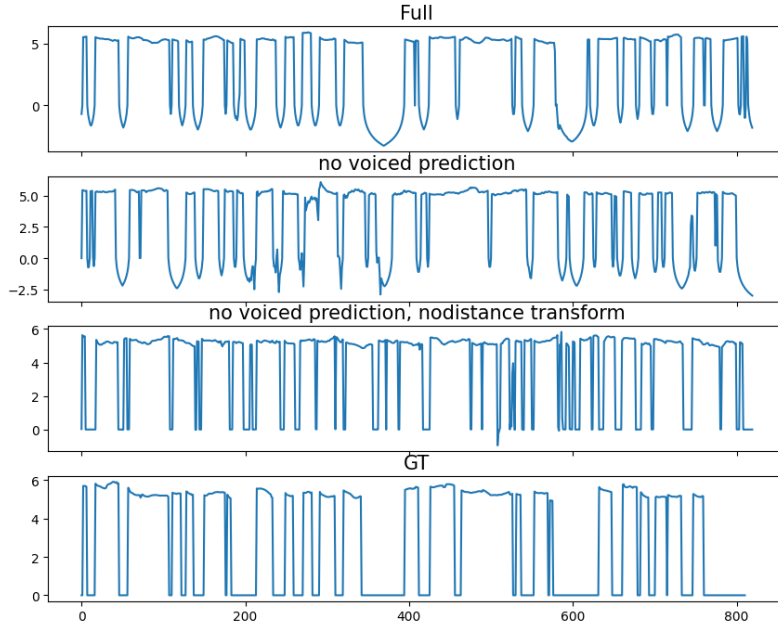 Full
5
0
no voiced prediction
5.0
2.5
0.0
−2.5
no voiced prediction, nodistance transform
6
4
2
0
GT
6
4
2
0
0 200 400 600 800